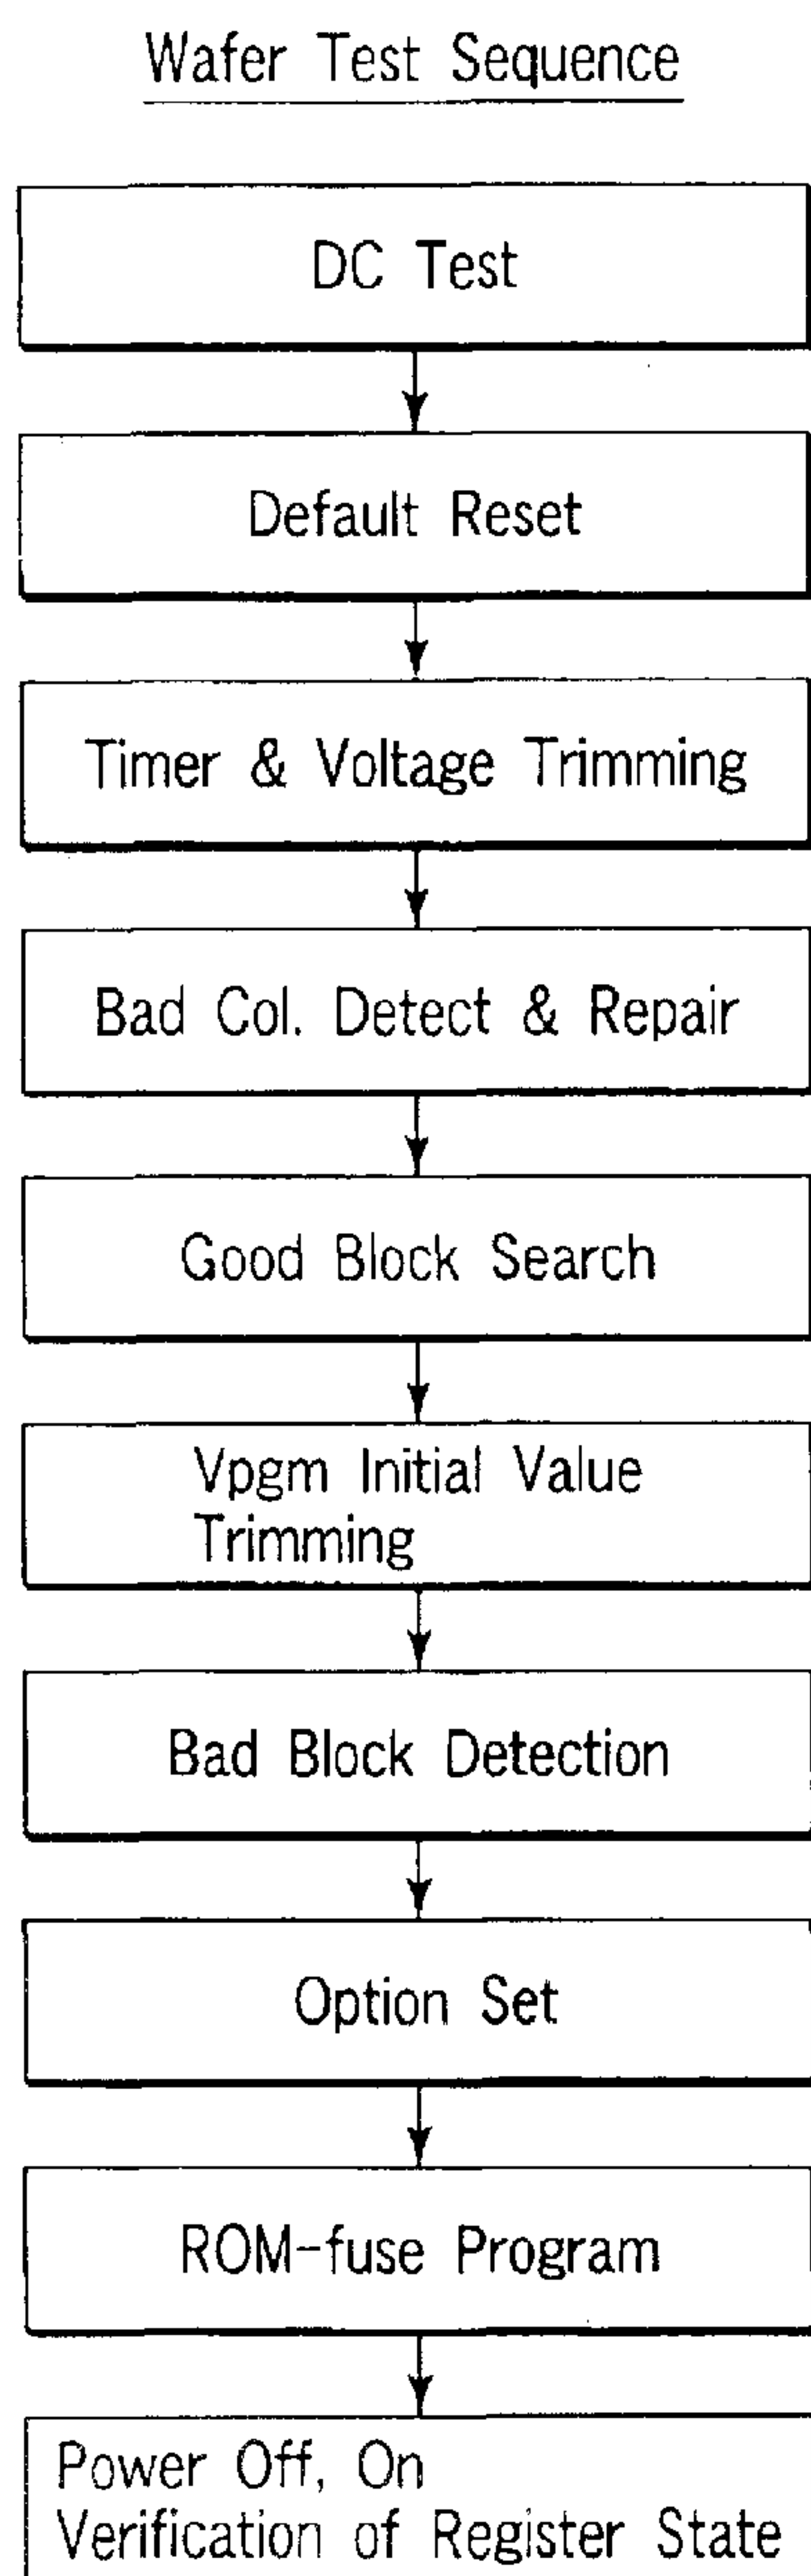 Wafer Test Sequence
DC Test
Default Reset
Timer & Voltage Trimming
Bad Col. Detect & Repair
Good Block Search
Vpgm Initial Value
Trimming
Bad Block Detection
Option Set
ROM-fuse Program
Power Off, On
Verification of Register State